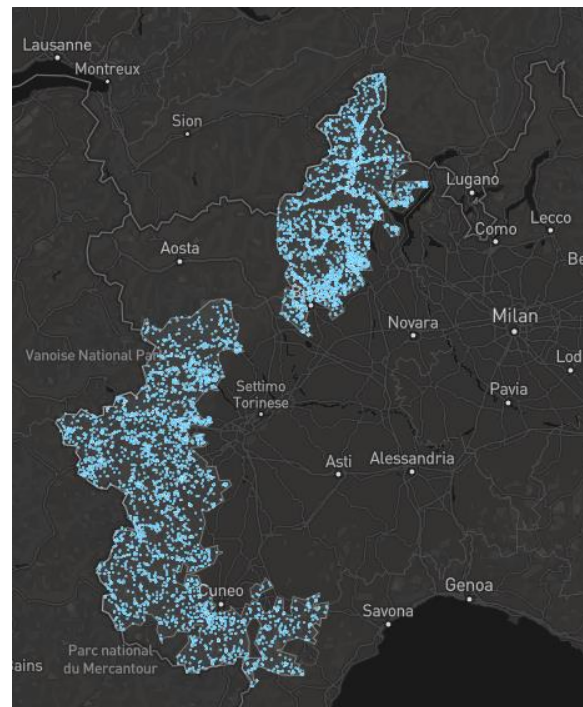 Lausanne
Montreux
Sion
Lugano
Lecco
Como
Aosta
Be
Novara
Milan
Vanoise National Par
Lod
Settimo
Torinese
Pavia
Asti
Alessandria
Cuneo
Genoa
Savona
Parc national
du Mercantour
ains